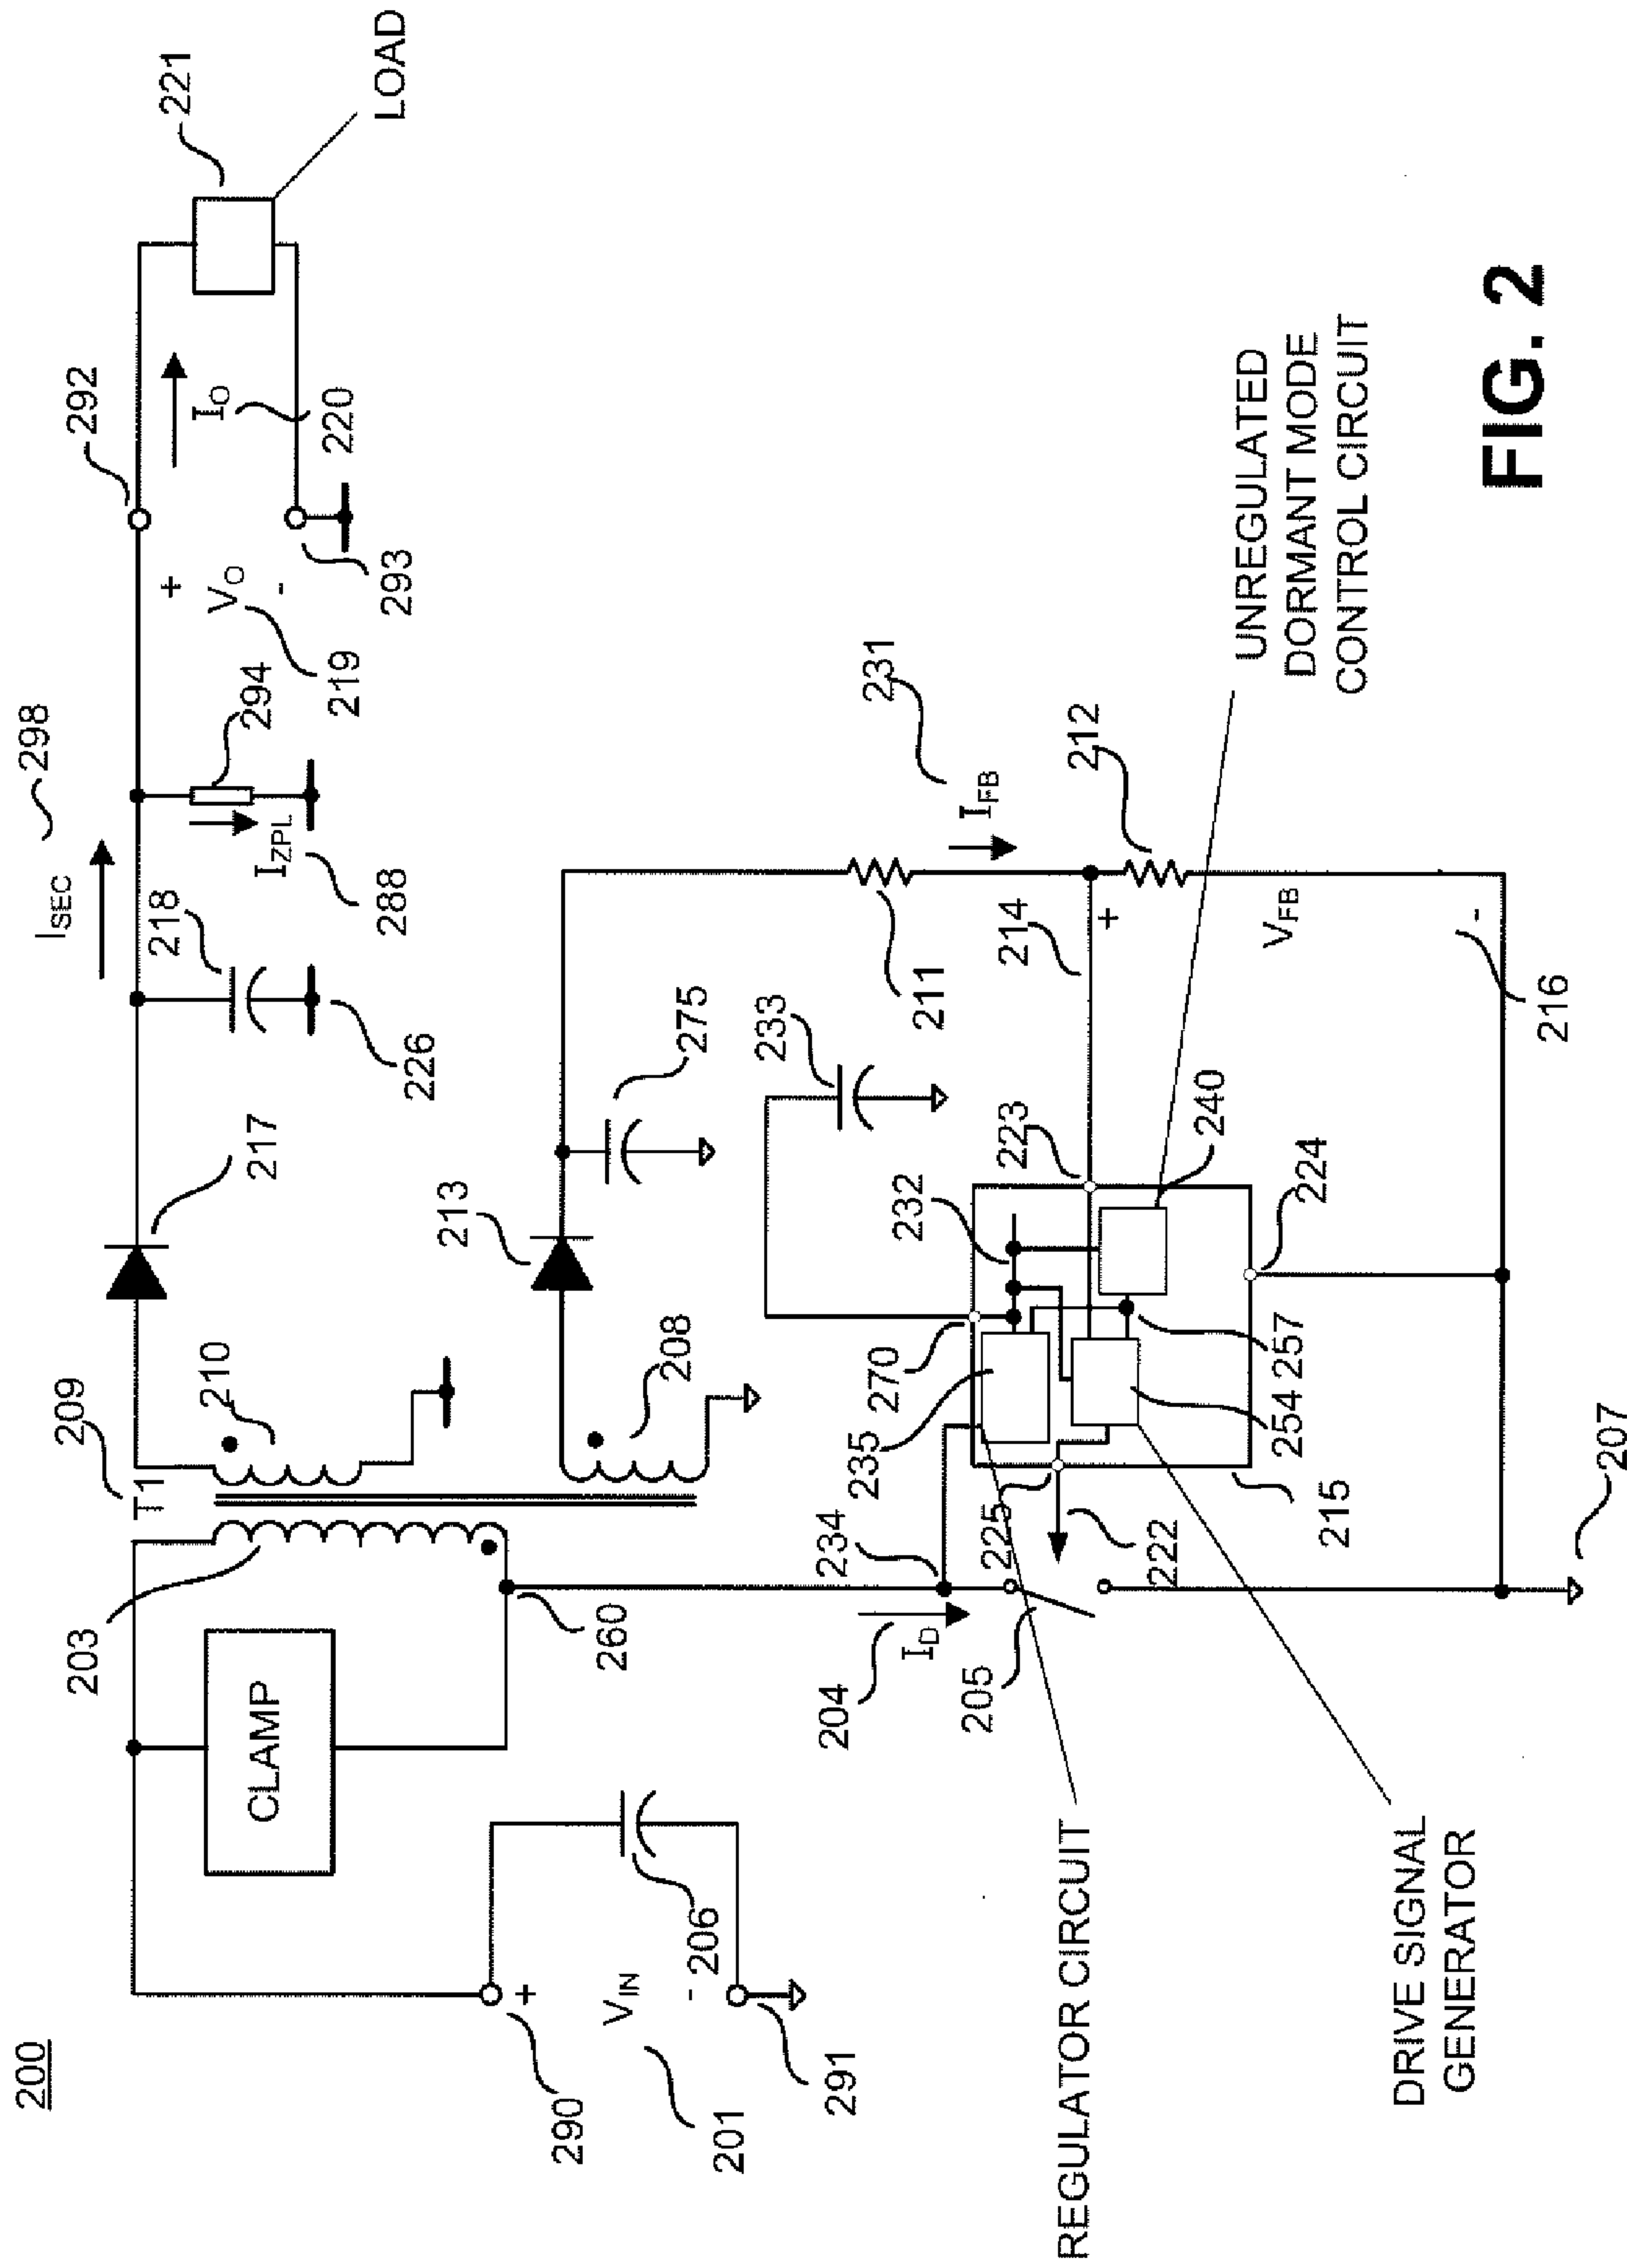 200
290
+
V_IN
-
201
291
206
CLAMP
203
260
T1
209
210
208
217
213
218
226
275
I_SEC
298
294
I_ZPL
288
+
V_O
-
219
292
293
I_O
220
221
LOAD
204
I_D
234
205
225
222
235
270
232
233
223
240
254
257
224
215
207
211
214
231
I_FB
212
+
V_FB
-
216
REGULATOR CIRCUIT
DRIVE SIGNAL
GENERATOR
UNREGULATED
DORMANT MODE
CONTROL CIRCUIT
FIG. 2